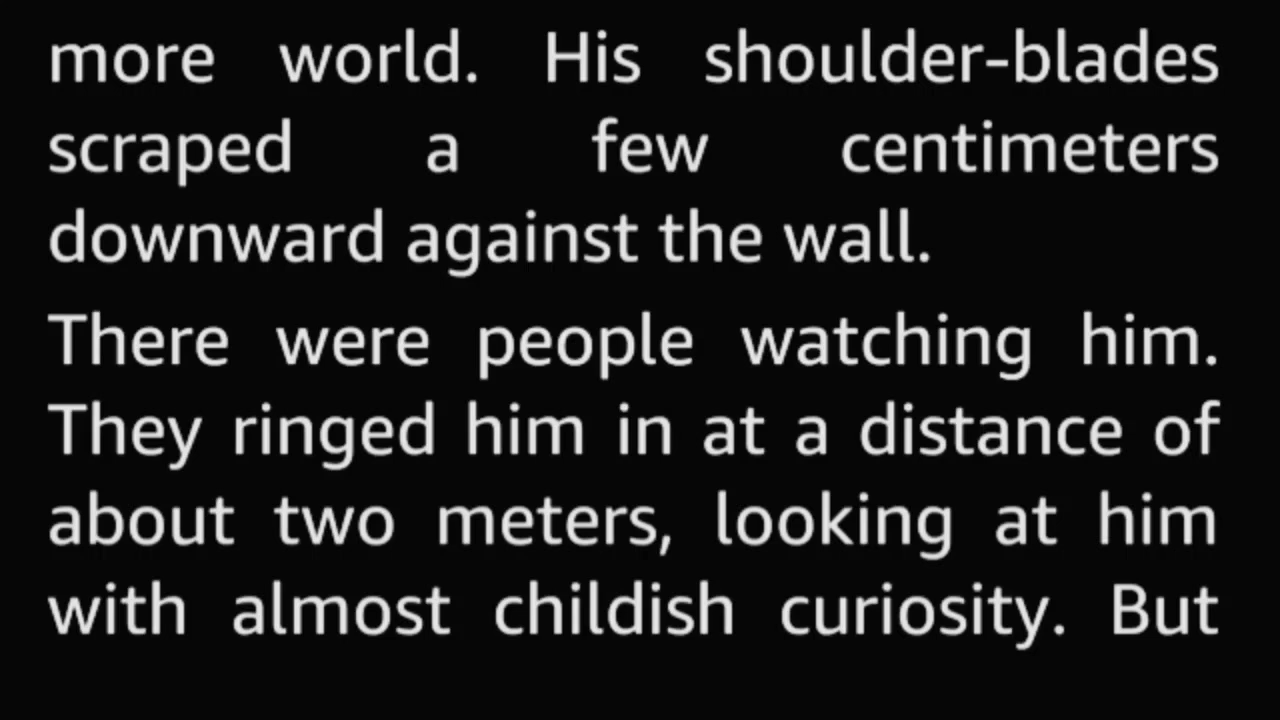 more world. His shoulder-blades
scraped a few centimeters
downward against the wall.
There were people watching him.
They ringed him in at a distance of
about two meters, looking at him
with almost childish curiosity. But